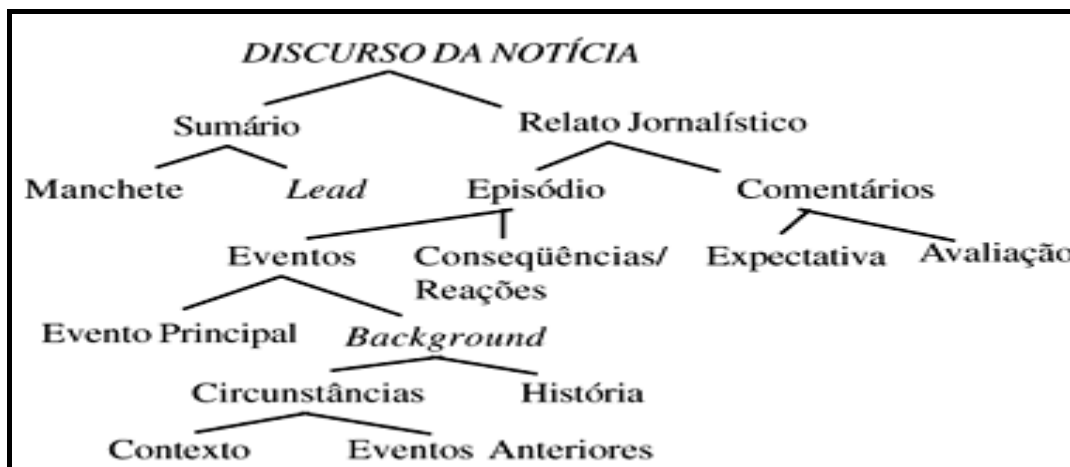 DISCURSO DA NOTÍCIA
Sumário Relato Jornalístico
Manchete Lead Episódio Comentários
Eventos Conseqüências/ Expectativa Avaliação
Reações
Evento Principal Background
Circunstâncias História
Contexto Eventos Anteriores